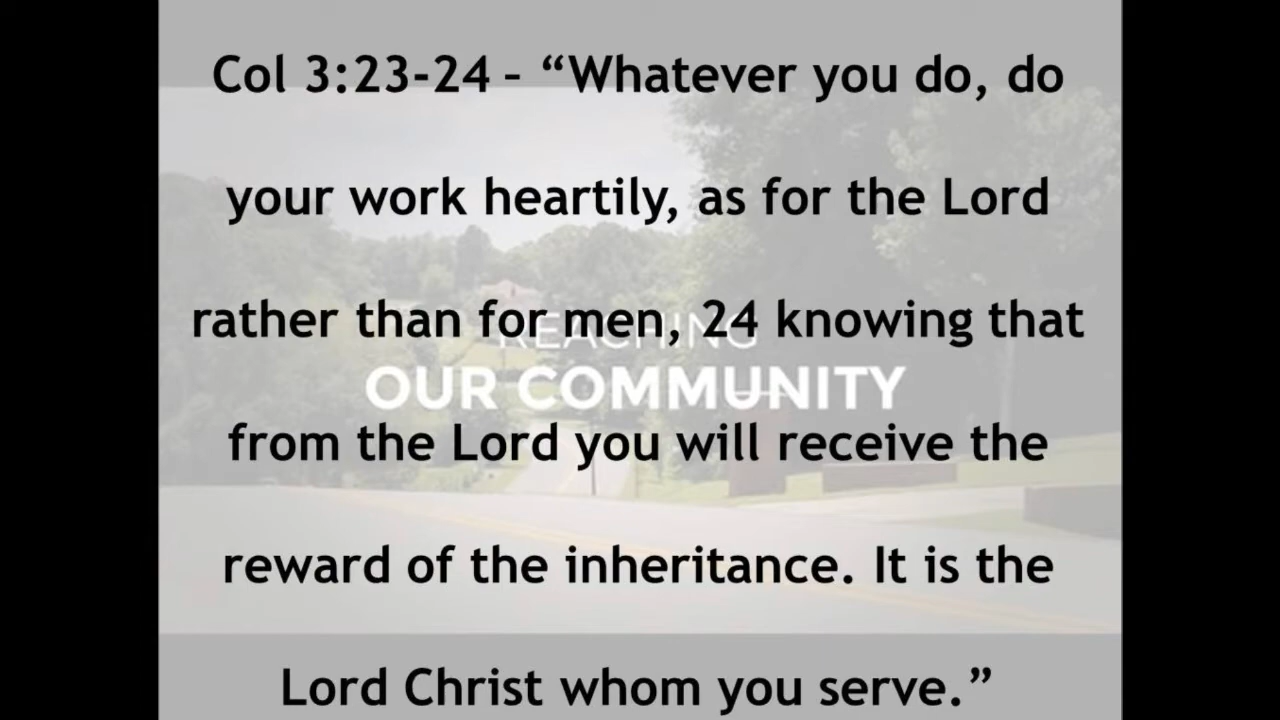 Col 3:23-24 – “Whatever you do, do
your work heartily, as for the Lord
rather than for men, 24 knowing that
REACHING
OUR COMMUNITY
from the Lord you will receive the
reward of the inheritance. It is the
Lord Christ whom you serve.”